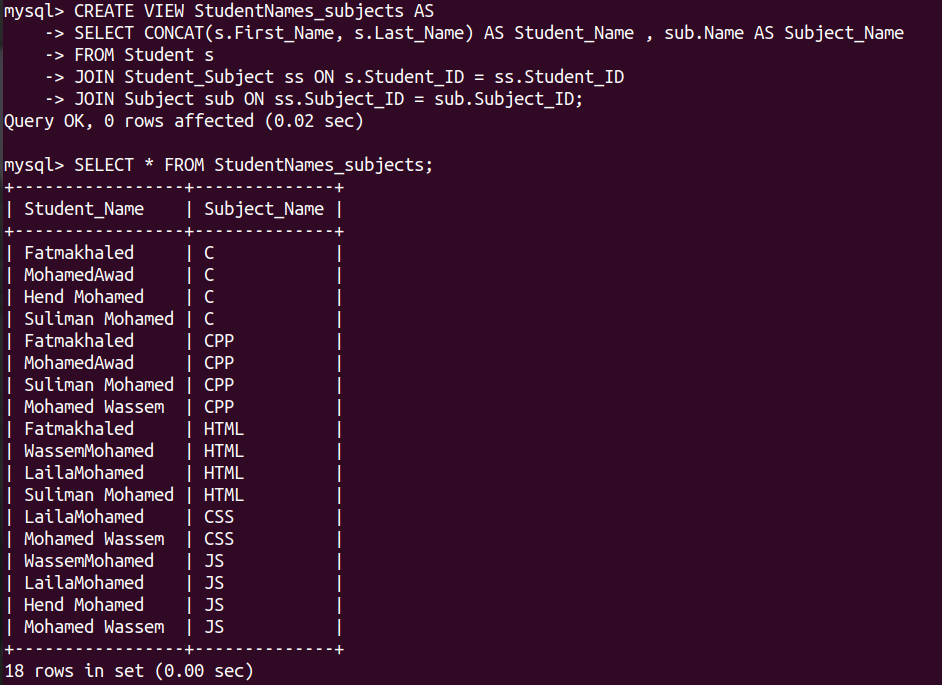 mysql> CREATE VIEW StudentNames_subjects AS
    -> SELECT CONCAT(s.First_Name, s.Last_Name) AS Student_Name , sub.Name AS Subject_Name
    -> FROM Student s
    -> JOIN Student_Subject ss ON s.Student_ID = ss.Student_ID
    -> JOIN Subject sub ON ss.Subject_ID = sub.Subject_ID;
Query OK, 0 rows affected (0.02 sec)

mysql> SELECT * FROM StudentNames_subjects;
+-----------------+--------------+
| Student_Name    | Subject_Name |
+-----------------+--------------+
| Fatmakhaled     | C            |
| MohamedAwad     | C            |
| Hend Mohamed    | C            |
| Suliman Mohamed | C            |
| Fatmakhaled     | CPP          |
| MohamedAwad     | CPP          |
| Suliman Mohamed | CPP          |
| Mohamed Wassem  | CPP          |
| Fatmakhaled     | HTML         |
| WassemMohamed   | HTML         |
| LailaMohamed    | HTML         |
| Suliman Mohamed | HTML         |
| LailaMohamed    | CSS          |
| Mohamed Wassem  | CSS          |
| WassemMohamed   | JS           |
| LailaMohamed    | JS           |
| Hend Mohamed    | JS           |
| Mohamed Wassem  | JS           |
+-----------------+--------------+
18 rows in set (0.00 sec)